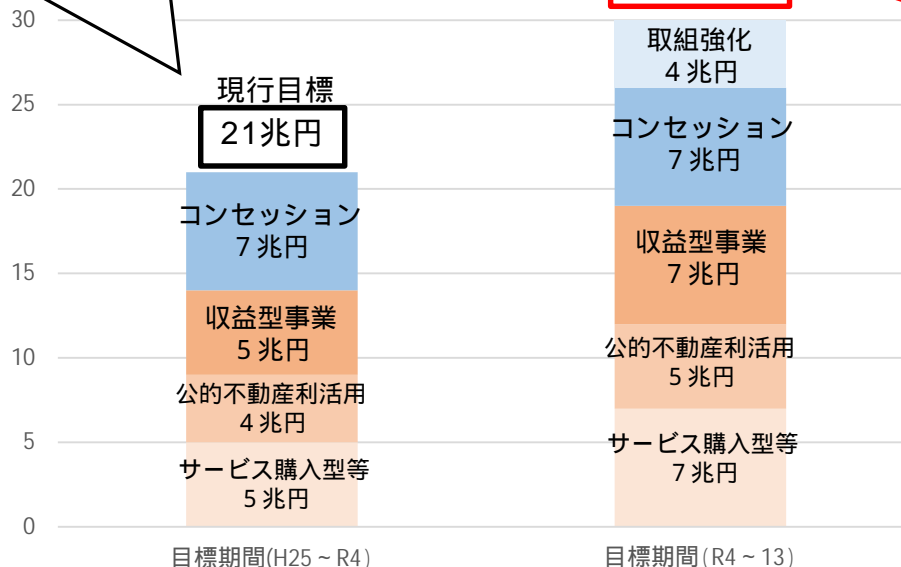 30
25
20
15
10
5
0
現行目標
21兆円
コンセッション
7兆円
収益型事業
5兆円
公的不動産利活用
4兆円
サービス購入型等
5兆円
目標期間(H25~R4)
取組強化
4兆円
コンセッション
7兆円
収益型事業
7兆円
公的不動産利活用
5兆円
サービス購入型等
7兆円
目標期間(R4~13)